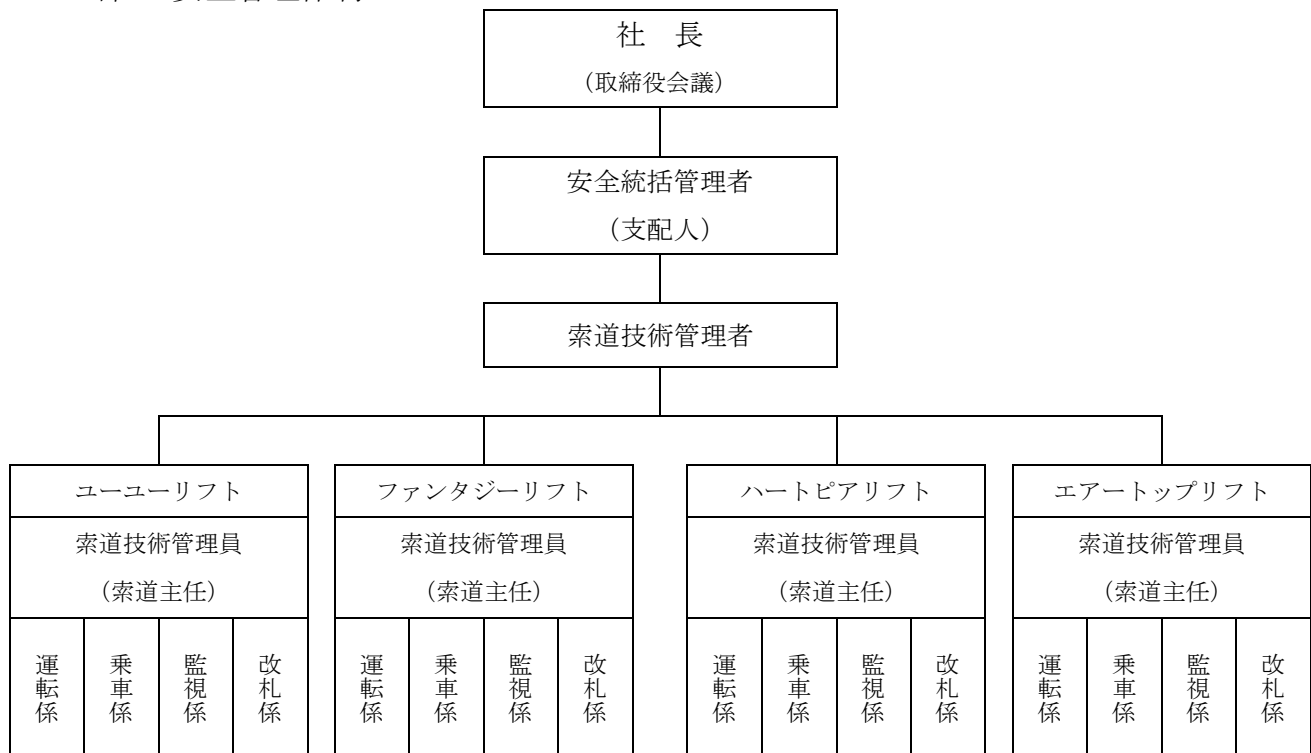 社　長
（取締役会議）
安全統括管理者
（支配人）
索道技術管理者
ユーユーリフト
索道技術管理員
（索道主任）
運転係
乗車係
監視係
改札係
ファンタジーリフト
索道技術管理員
（索道主任）
運転係
乗車係
監視係
改札係
ハートピアリフト
索道技術管理員
（索道主任）
運転係
乗車係
監視係
改札係
エアートップリフト
索道技術管理員
（索道主任）
運転係
乗車係
監視係
改札係